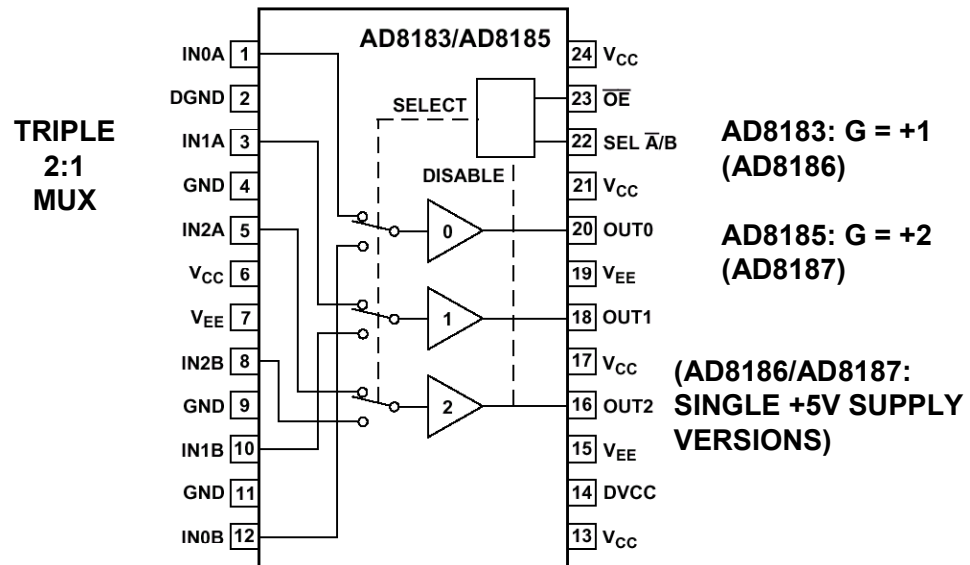 AD8183/AD8185
TRIPLE
2:1
MUX
IN0A 1
DGND 2
IN1A 3
GND 4
IN2A 5
VCC 6
VEE 7
IN2B 8
GND 9
IN1B 10
GND 11
IN0B 12
SELECT
DISABLE
0
1
2
24 VCC
23 OE
22 SEL A/B
21 VCC
20 OUT0
19 VEE
18 OUT1
17 VCC
16 OUT2
15 VEE
14 DVCC
13 VCC
AD8183: G = +1
(AD8186)
AD8185: G = +2
(AD8187)
(AD8186/AD8187:
SINGLE +5V SUPPLY
VERSIONS)